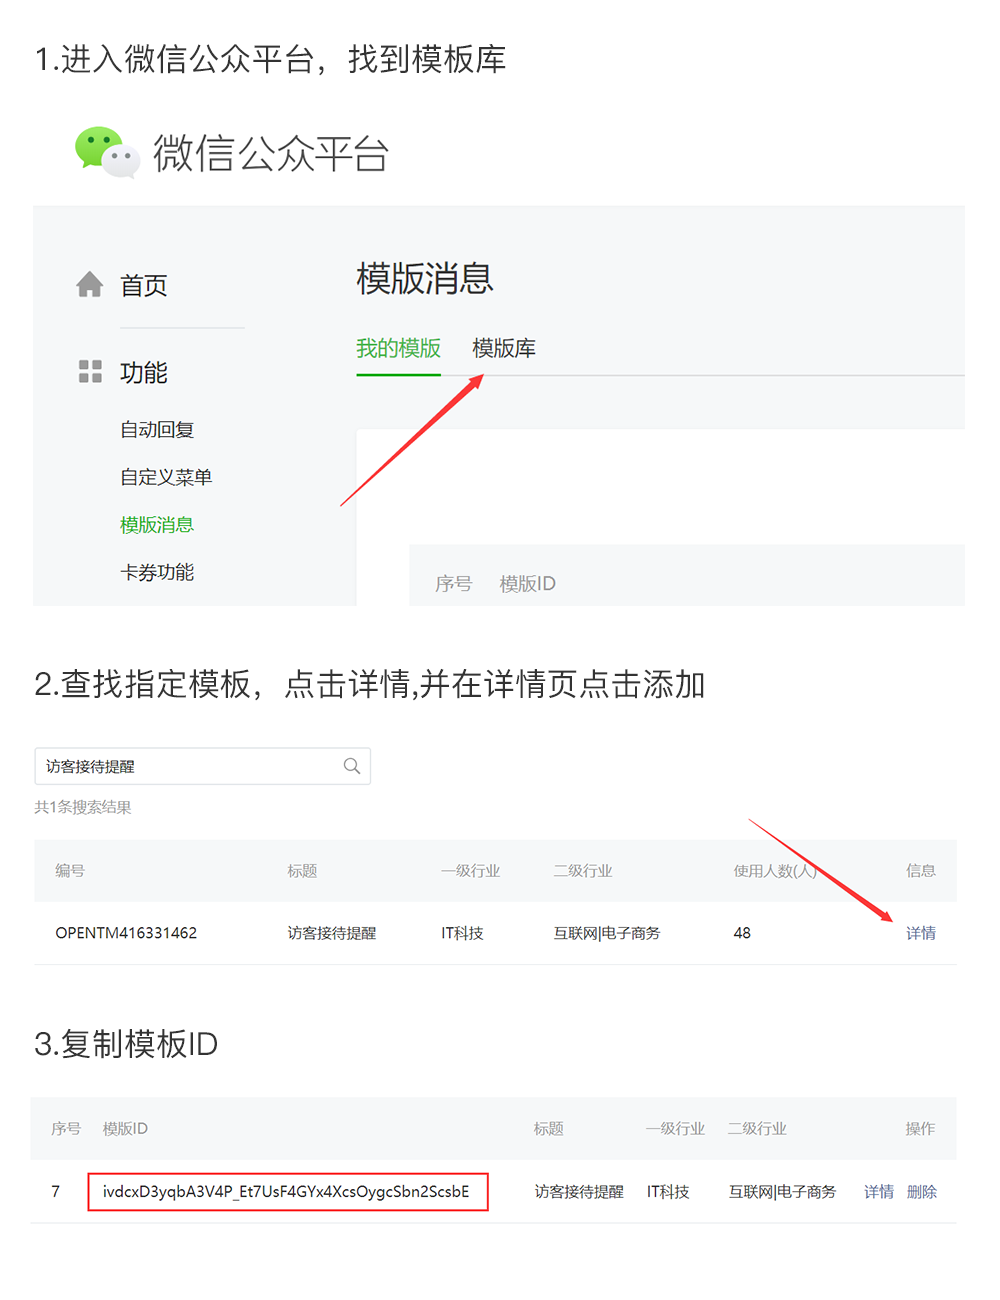 1.进入微信公众平台，找到模板库
微信公众平台
首页
模版消息
我的模版 模版库
功能
自动回复
自定义菜单
模版消息
卡券功能
序号 模版ID
2.查找指定模板，点击详情,并在详情页点击添加
访客接待提醒
共1条搜索结果
编号 标题 一级行业 二级行业 使用人数(人) 信息
OPENTM416331462 访客接待提醒 IT科技 互联网|电子商务 48 详情
3.复制模板ID
序号 模版ID 标题 一级行业 二级行业 操作
7 ivdcxD3yqbA3V4P_Et7UsF4GYx4XcsOygcSbn2ScsbE 访客接待提醒 IT科技 互联网|电子商务 详情 删除